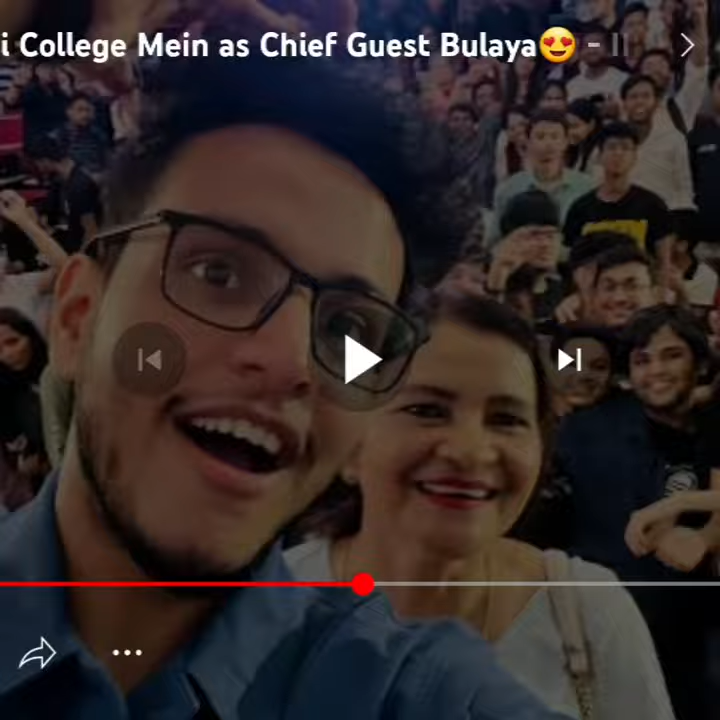 i College Mein as Chief Guest Bulaya😍 - ||